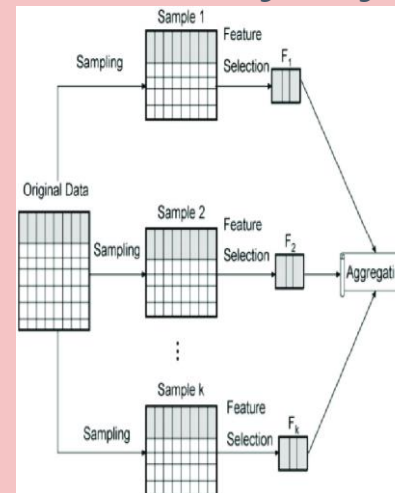 Sample 1
Feature
Sampling
Selection
F1
Original Data
Sample 2
Feature
Sampling
Selection
F2
Aggregati
⋮
Sample k
Feature
Sampling
Selection
Fk